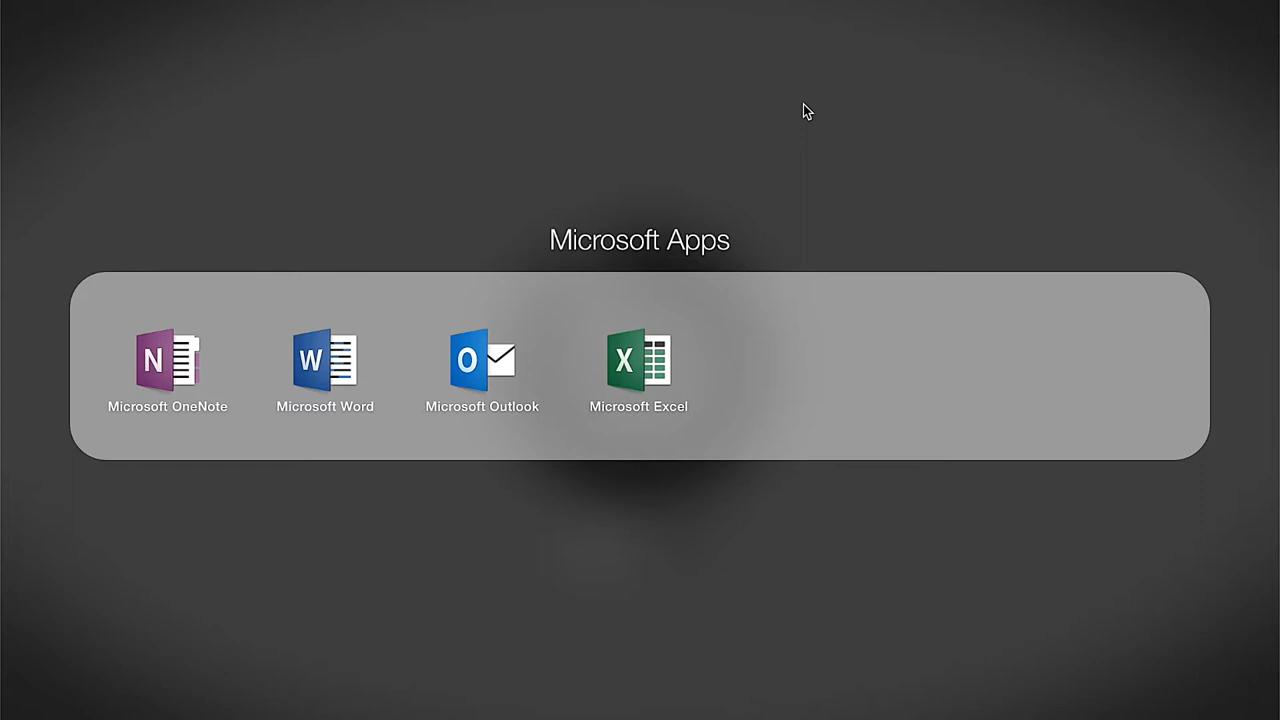 Microsoft Apps
N
W
O
X
Microsoft OneNote
Microsoft Word
Microsoft Outlook
Microsoft Excel